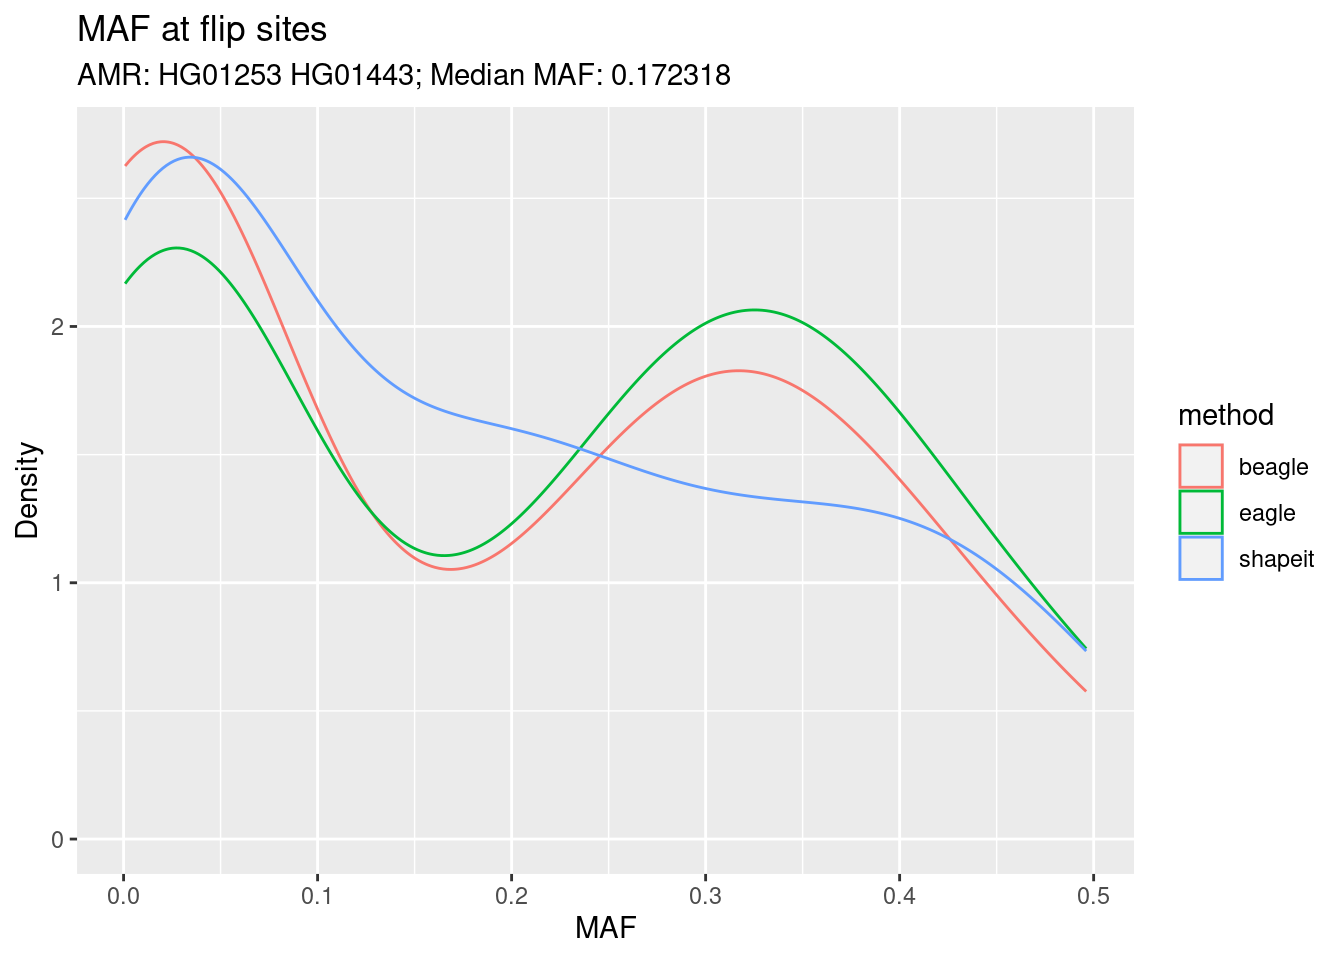 MAF at flip sites
AMR: HG01253 HG01443; Median MAF: 0.172318
Density
2
1
0
0.0 0.1 0.2 0.3 0.4 0.5
MAF
method
beagle
eagle
shapeit